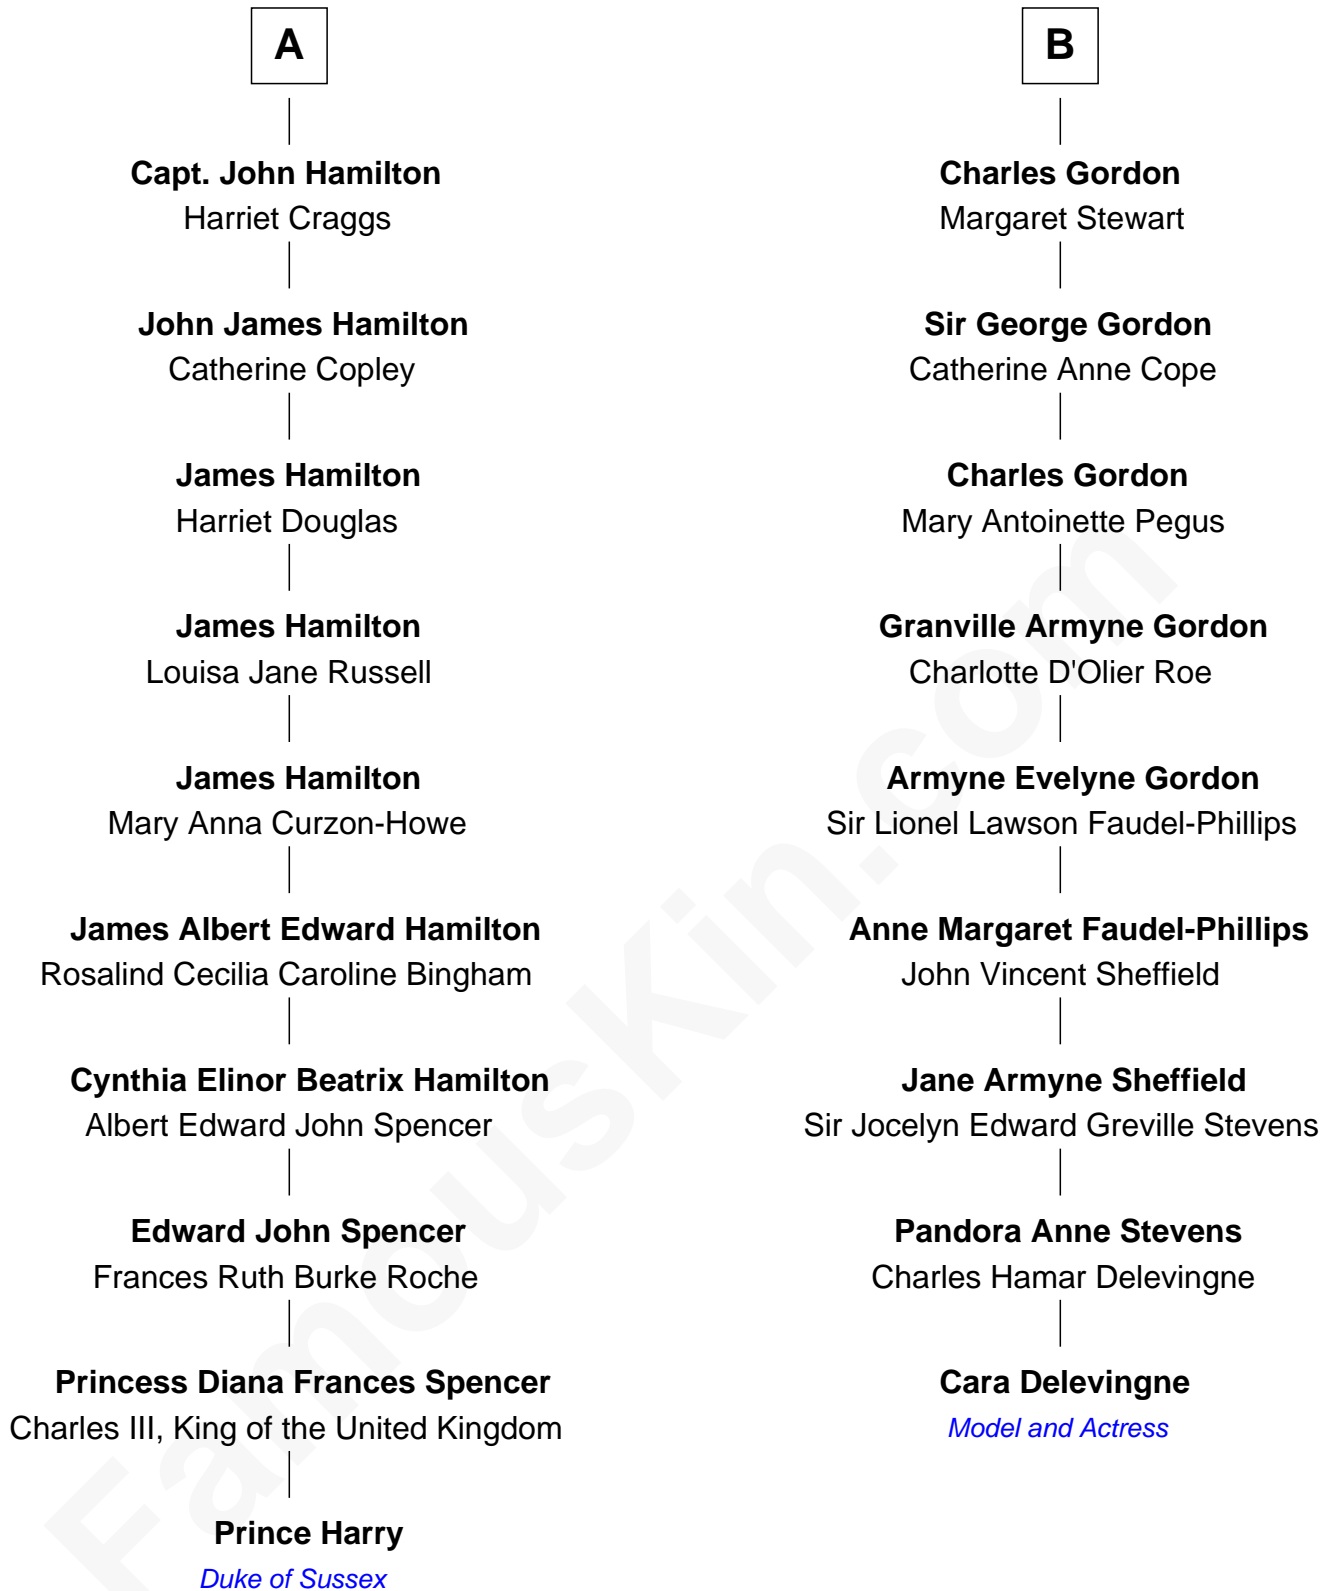 A
Capt. John Hamilton
Harriet Craggs
John James Hamilton
Catherine Copley
James Hamilton
Harriet Douglas
James Hamilton
Louisa Jane Russell
James Hamilton
Mary Anna Curzon-Howe
James Albert Edward Hamilton
Rosalind Cecilia Caroline Bingham
Cynthia Elinor Beatrix Hamilton
Albert Edward John Spencer
Edward John Spencer
Frances Ruth Burke Roche
Princess Diana Frances Spencer
Charles III, King of the United Kingdom
Prince Harry
Duke of Sussex
B
Charles Gordon
Margaret Stewart
Sir George Gordon
Catherine Anne Cope
Charles Gordon
Mary Antoinette Pegus
Granville Armyne Gordon
Charlotte D'Olier Roe
Armyne Evelyne Gordon
Sir Lionel Lawson Faudel-Phillips
Anne Margaret Faudel-Phillips
John Vincent Sheffield
Jane Armyne Sheffield
Sir Jocelyn Edward Greville Stevens
Pandora Anne Stevens
Charles Hamar Delevingne
Cara Delevingne
Model and Actress
FamousKin.com